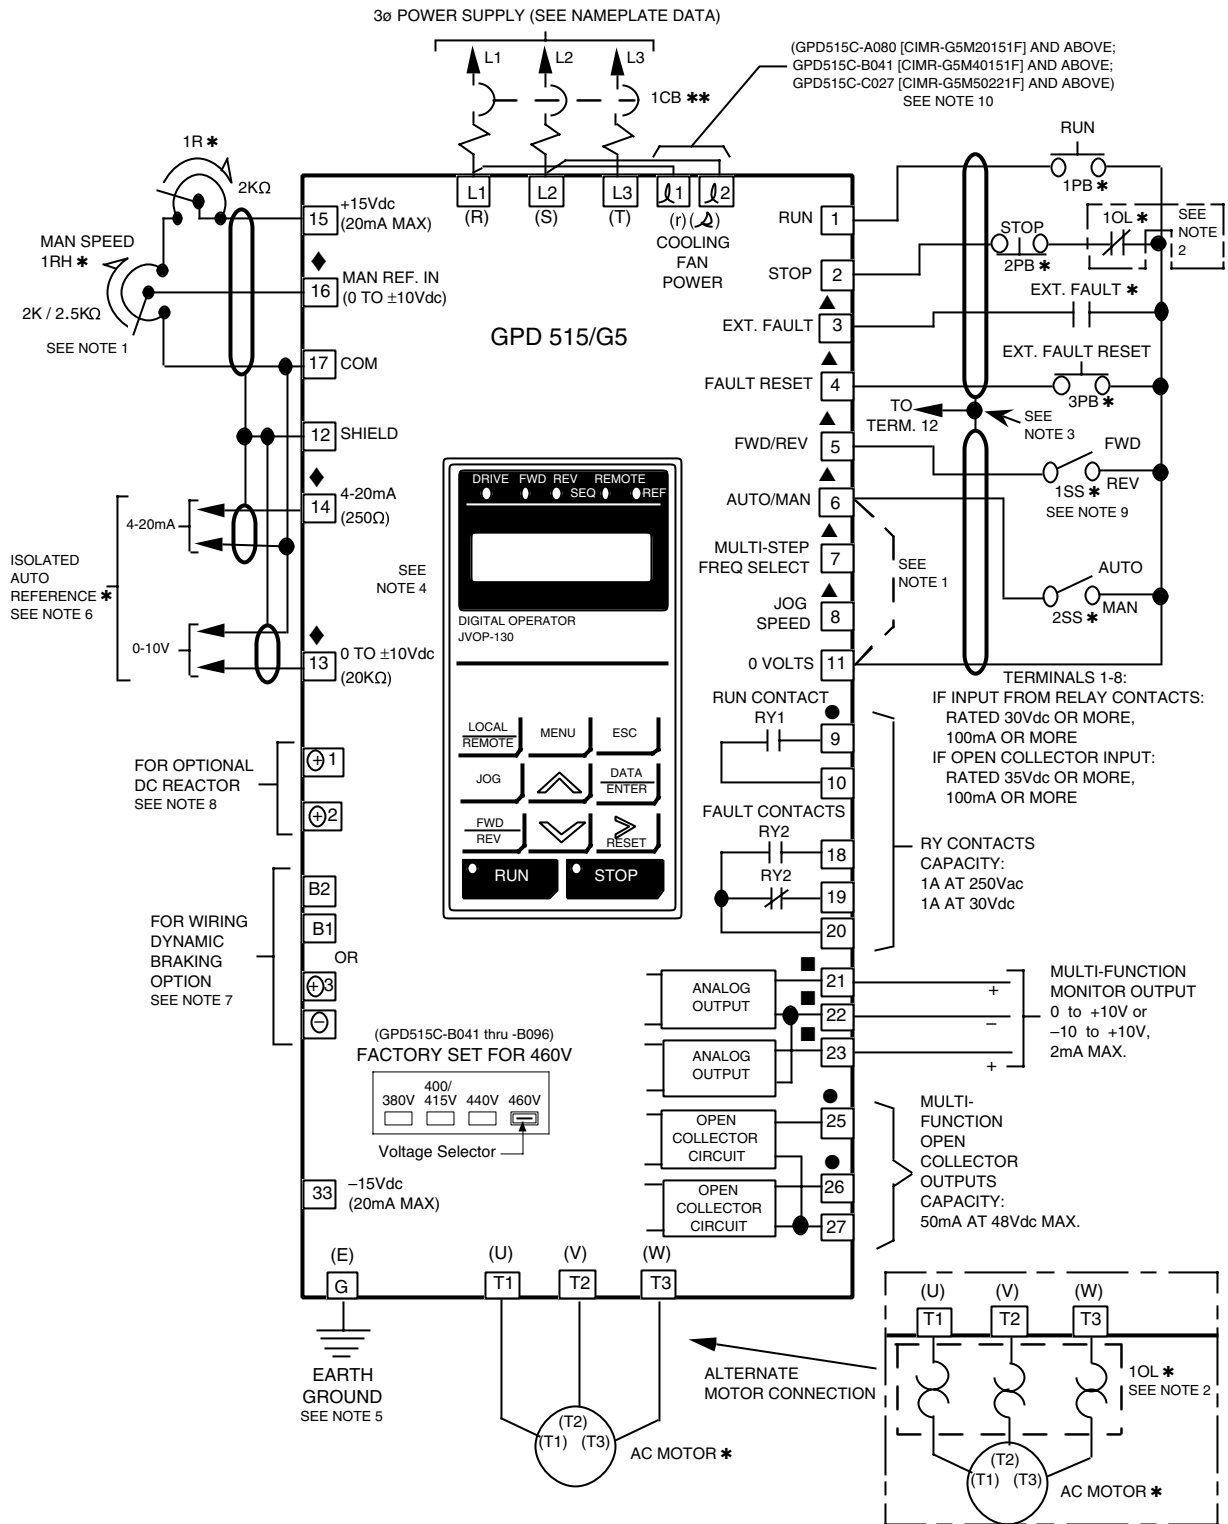 3ø POWER SUPPLY (SEE NAMEPLATE DATA)
L1
L2
L3
1CB ✱✱
(GPD515C-A080 [CIMR-G5M20151F] AND ABOVE;
GPD515C-B041 [CIMR-G5M40151F] AND ABOVE;
GPD515C-C027 [CIMR-G5M50221F] AND ABOVE)
SEE NOTE 10
1R ✱
2KΩ
MAN SPEED
1RH ✱
2K / 2.5KΩ
SEE NOTE 1
L1
L2
L3
ℓ1
ℓ2
(R)
(S)
(T)
(r)
(s)
COOLING
FAN
POWER
15
+15Vdc
(20mA MAX)
16
MAN REF. IN
(0 TO ±10Vdc)
17
COM
12
SHIELD
14
4-20mA
(250Ω)
13
0 TO ±10Vdc
(20KΩ)
4-20mA
0-10V
ISOLATED
AUTO
REFERENCE ✱
SEE NOTE 6
GPD 515/G5
RUN
1
STOP
2
EXT. FAULT
3
FAULT RESET
4
FWD/REV
5
AUTO/MAN
6
MULTI-STEP
FREQ SELECT
7
JOG
SPEED
8
0 VOLTS
11
RUN
1PB ✱
STOP
2PB ✱
1OL ✱
SEE
NOTE
2
EXT. FAULT ✱
EXT. FAULT RESET
3PB ✱
TO
TERM. 12
SEE
NOTE 3
FWD
REV
1SS ✱
SEE NOTE 9
SEE
NOTE 1
AUTO
MAN
2SS ✱
TERMINALS 1-8:
IF INPUT FROM RELAY CONTACTS:
RATED 30Vdc OR MORE,
100mA OR MORE
IF OPEN COLLECTOR INPUT:
RATED 35Vdc OR MORE,
100mA OR MORE
SEE
NOTE 4
DRIVE FWD REV REMOTE
SEQ REF
DIGITAL OPERATOR
JVOP-130
LOCAL
REMOTE
MENU
ESC
JOG
DATA
ENTER
FWD
REV
RESET
RUN
STOP
RUN CONTACT
RY1
9
10
FAULT CONTACTS
RY2
18
RY2
19
20
RY CONTACTS
CAPACITY:
1A AT 250Vac
1A AT 30Vdc
FOR OPTIONAL
DC REACTOR
SEE NOTE 8
+1
+2
FOR WIRING
DYNAMIC
BRAKING
OPTION
SEE NOTE 7
B2
B1
OR
+3
−
(GPD515C-B041 thru -B096)
FACTORY SET FOR 460V
380V
400/
415V
440V
460V
Voltage Selector
33
–15Vdc
(20mA MAX)
ANALOG
OUTPUT
21
22
ANALOG
OUTPUT
23
+
–
+
MULTI-FUNCTION
MONITOR OUTPUT
0 to +10V or
–10 to +10V,
2mA MAX.
OPEN
COLLECTOR
CIRCUIT
25
26
OPEN
COLLECTOR
CIRCUIT
27
MULTI-
FUNCTION
OPEN
COLLECTOR
OUTPUTS
CAPACITY:
50mA AT 48Vdc MAX.
(E)
G
EARTH
GROUND
SEE NOTE 5
(U)
(V)
(W)
T1
T2
T3
(T2)
(T1) (T3)
AC MOTOR ✱
ALTERNATE
MOTOR CONNECTION
(U)
(V)
(W)
T1
T2
T3
1OL ✱
SEE NOTE 2
(T2)
(T1) (T3)
AC MOTOR ✱